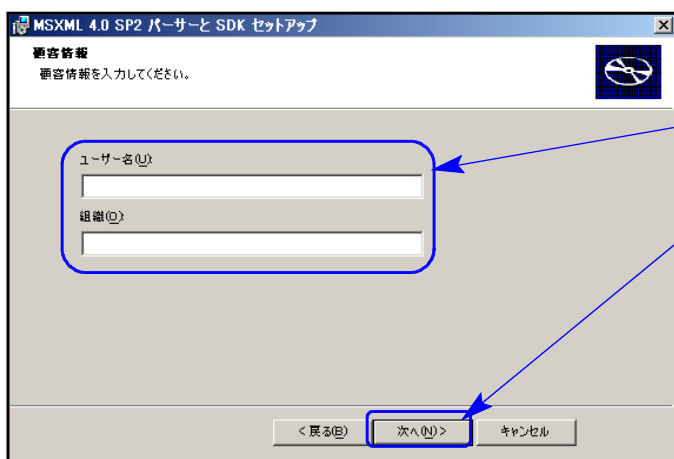 MSXML 4.0 SP2 パーサーと SDK セットアップ
顧客情報
顧客情報を入力してください。
ユーザー名(U):
組織(O):
< 戻る(B)
次へ(N) >
キャンセル